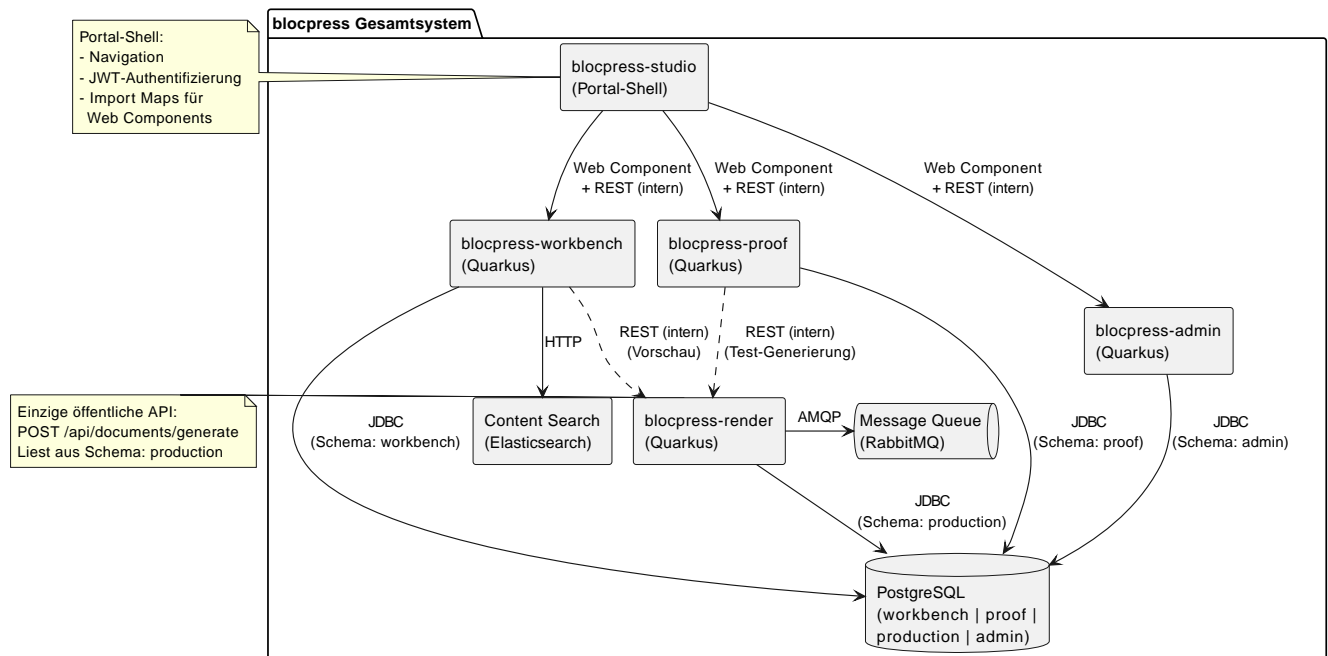 blocpress Gesamtsystem
Portal-Shell:
- Navigation
- JWT-Authentifizierung
- Import Maps für
Web Components
blocpress-studio
(Portal-Shell)
Web Component
+ REST (intern)
Web Component
+ REST (intern)
Web Component
+ REST (intern)
blocpress-workbench
(Quarkus)
blocpress-proof
(Quarkus)
blocpress-admin
(Quarkus)
HTTP
REST (intern)
(Vorschau)
REST (intern)
(Test-Generierung)
Einzige öffentliche API:
POST /api/documents/generate
Liest aus Schema: production
JDBC
(Schema: workbench)
Content Search
(Elasticsearch)
blocpress-render
(Quarkus)
AMQP
Message Queue
(RabbitMQ)
JDBC
(Schema: proof)
JDBC
(Schema: admin)
JDBC
(Schema: production)
PostgreSQL
(workbench | proof |
production | admin)